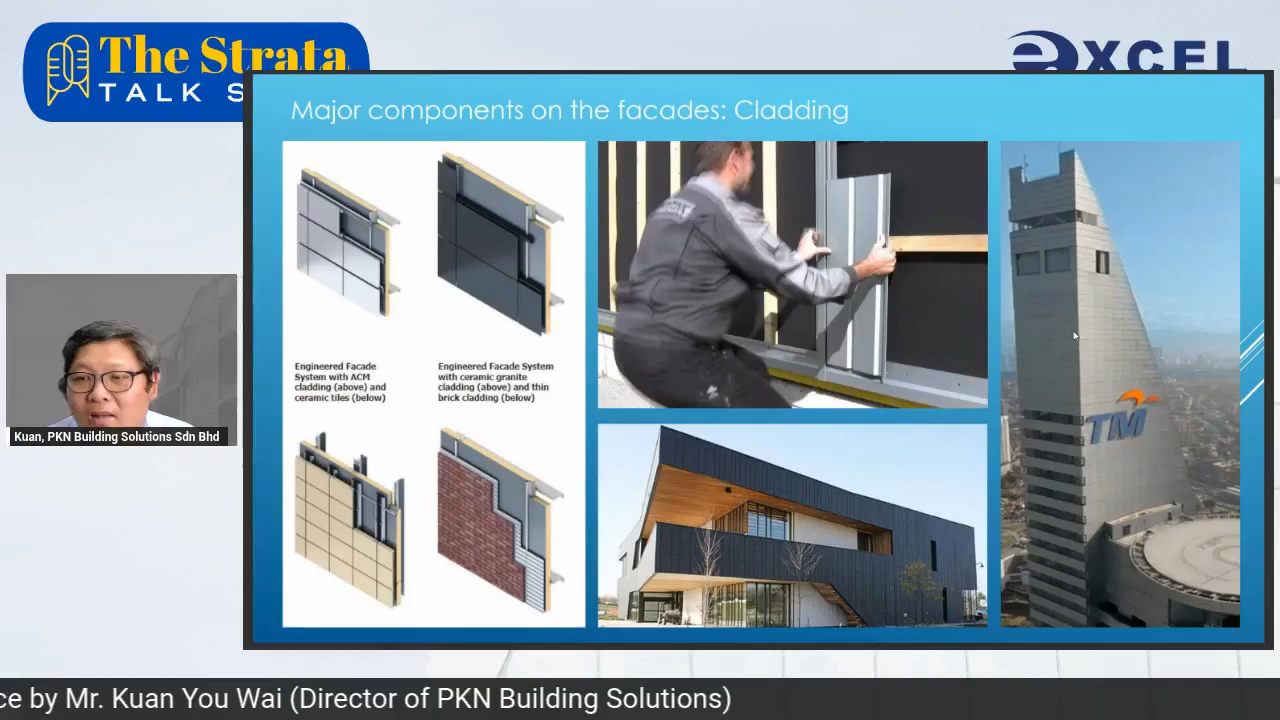 The Strata
TALK S
eXCEL
Major components on the facades: Cladding
Engineered Facade
System with ACM
cladding (above) and
ceramic tiles (below)
Engineered Facade System
with ceramic granite
cladding (above) and thin
brick cladding (below)
TM
Kuan, PKN Building Solutions Sdn Bhd
ce by Mr. Kuan You Wai (Director of PKN Building Solutions)